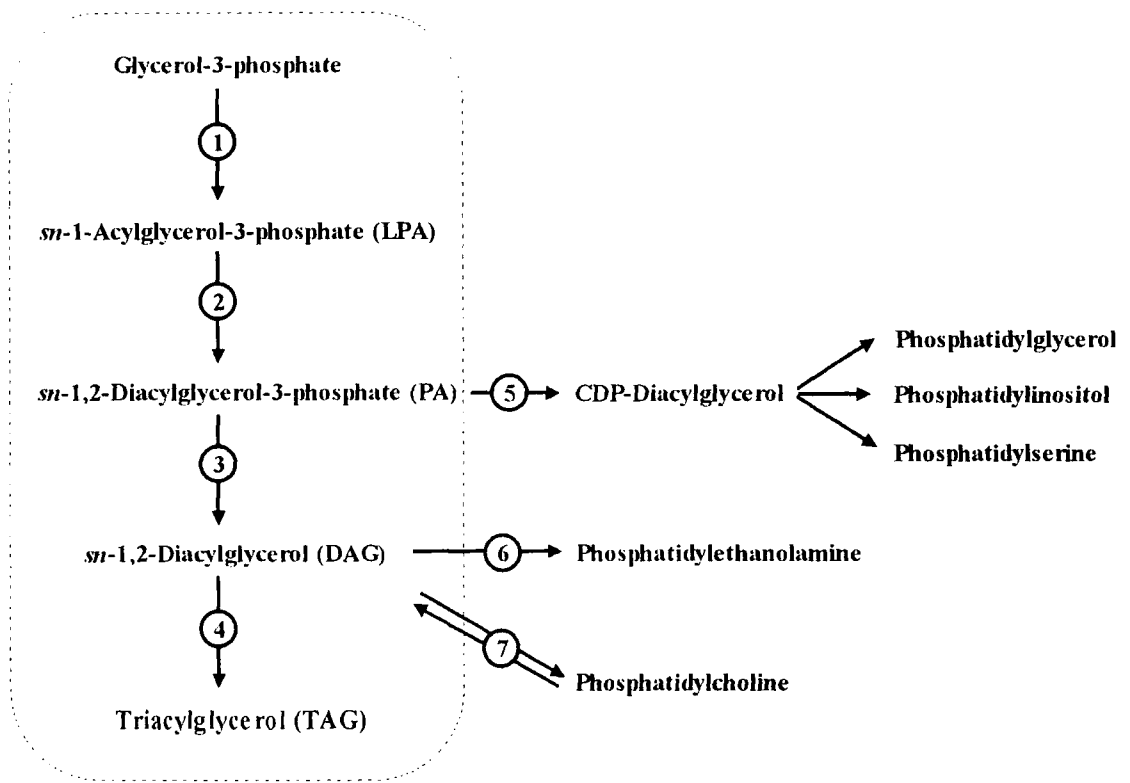 Glycerol-3-phosphate
1
sn-1-Acylglycerol-3-phosphate (LPA)
2
sn-1,2-Diacylglycerol-3-phosphate (PA)
5
CDP-Diacylglycerol
Phosphatidylglycerol
Phosphatidylinositol
Phosphatidylserine
3
sn-1,2-Diacylglycerol (DAG)
6
Phosphatidylethanolamine
4
7
Phosphatidylcholine
Triacylglycerol (TAG)